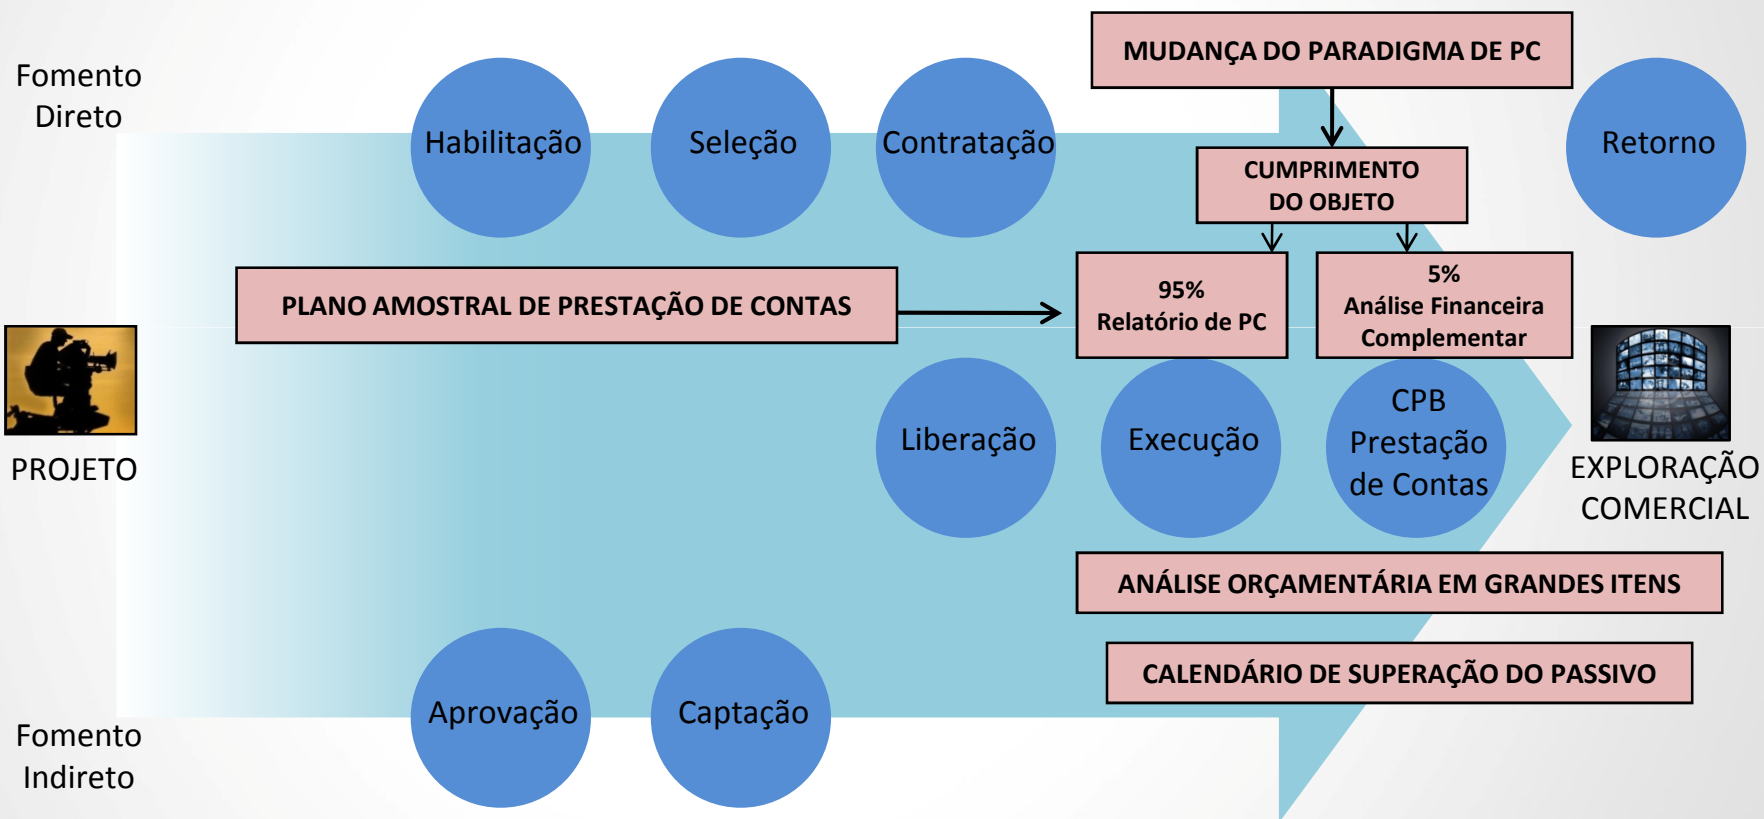 MUDANÇA DO PARADIGMA DE PC
Fomento
Direto
Habilitação
Seleção
Contratação
Retorno
CUMPRIMENTO
DO OBJETO
PLANO AMOSTRAL DE PRESTAÇÃO DE CONTAS
95%
Relatório de PC
5%
Análise Financeira
Complementar
PROJETO
Liberação
Execução
CPB
Prestação
de Contas
EXPLORAÇÃO
COMERCIAL
ANÁLISE ORÇAMENTÁRIA EM GRANDES ITENS
CALENDÁRIO DE SUPERAÇÃO DO PASSIVO
Aprovação
Captação
Fomento
Indireto